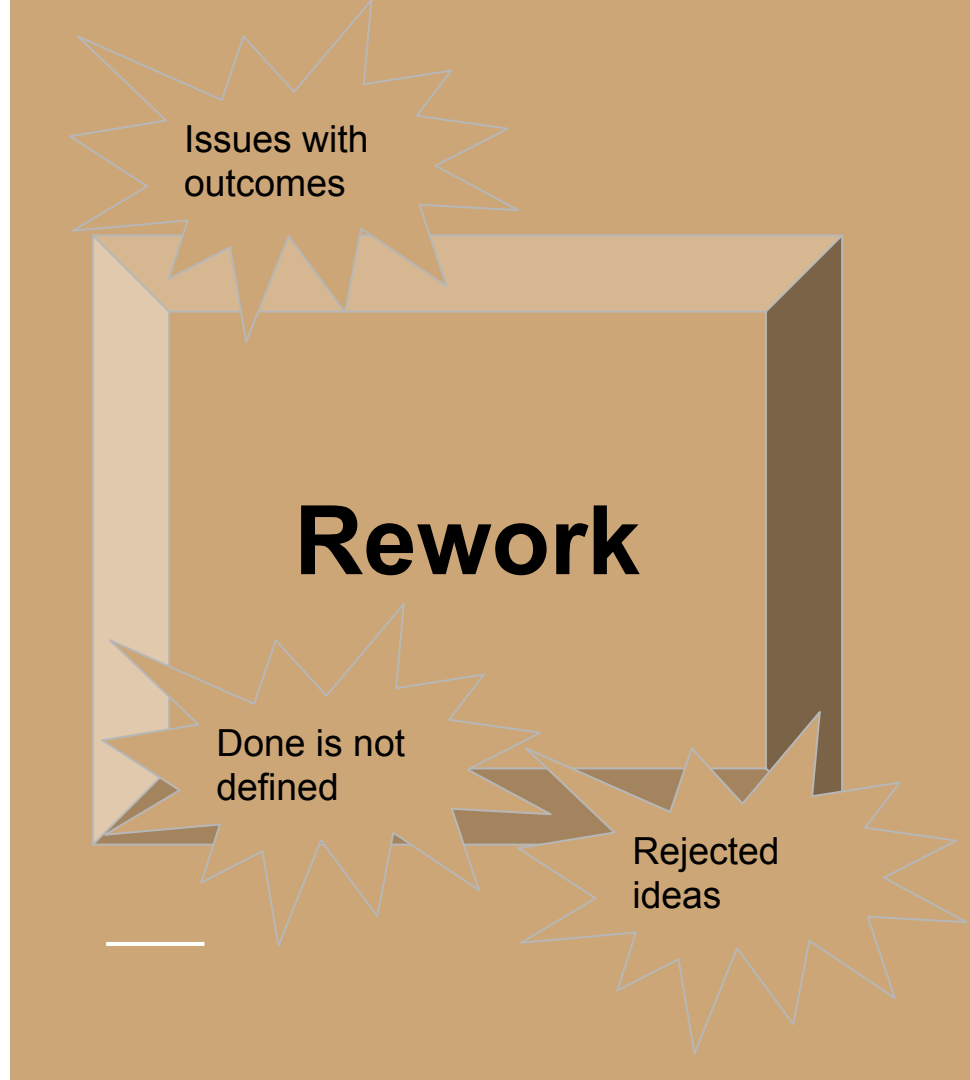 Issues with
outcomes
Rework
Done is not
defined
Rejected
ideas